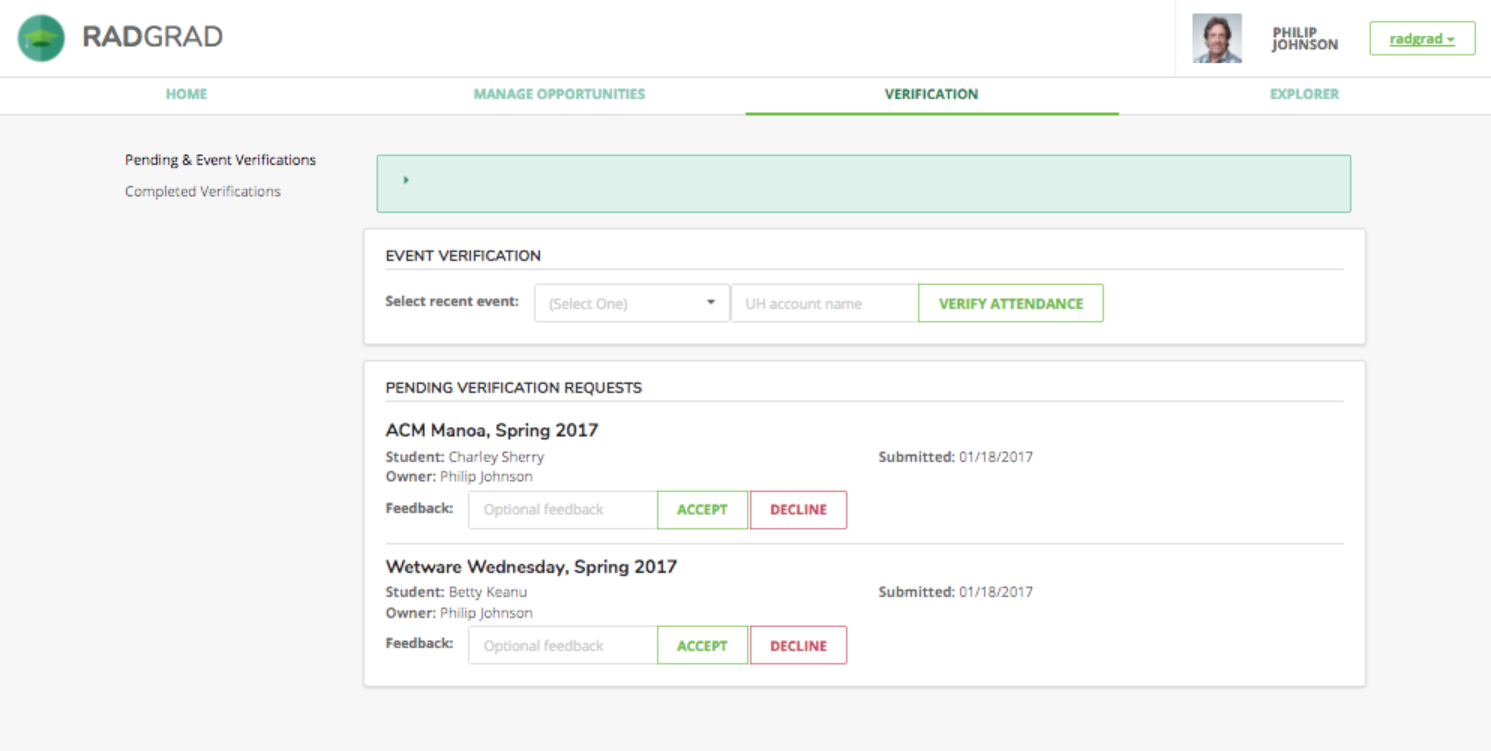 RADGRAD
PHILIP
JOHNSON
radgrad
HOME MANAGE OPPORTUNITIES VERIFICATION EXPLORER
Pending & Event Verifications
Completed Verifications
EVENT VERIFICATION
Select recent event: (Select One) UH account name VERIFY ATTENDANCE
PENDING VERIFICATION REQUESTS
ACM Manoa, Spring 2017
Student: Charley Sherry Submitted: 01/18/2017
Owner: Philip Johnson
Feedback: Optional feedback ACCEPT DECLINE
Wetware Wednesday, Spring 2017
Student: Betty Keanu Submitted: 01/18/2017
Owner: Philip Johnson
Feedback: Optional feedback ACCEPT DECLINE